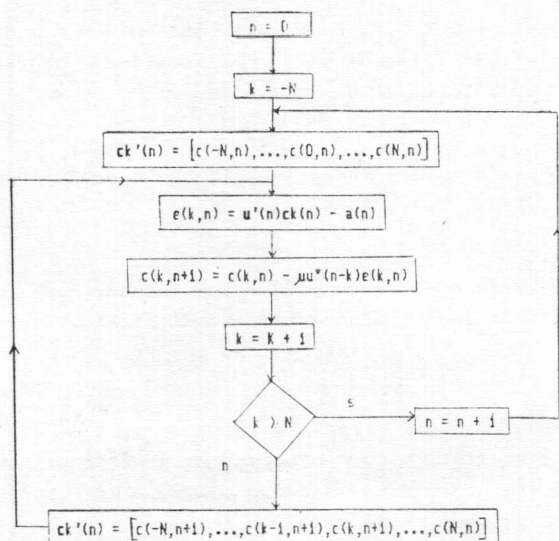 n = 0
k = -N
ck'(n) = [c(-N,n),...,c(0,n),...,c(N,n)]
e(k,n) = u'(n)ck(n) - a(n)
c(k,n+1) = c(k,n) - μu*(n-k)e(k,n)
k = K + 1
k > N
s
n = n + 1
n
ck'(n) = [c(-N,n+1),...,c(k-1,n+1),c(k,n+1),...,c(N,n)]